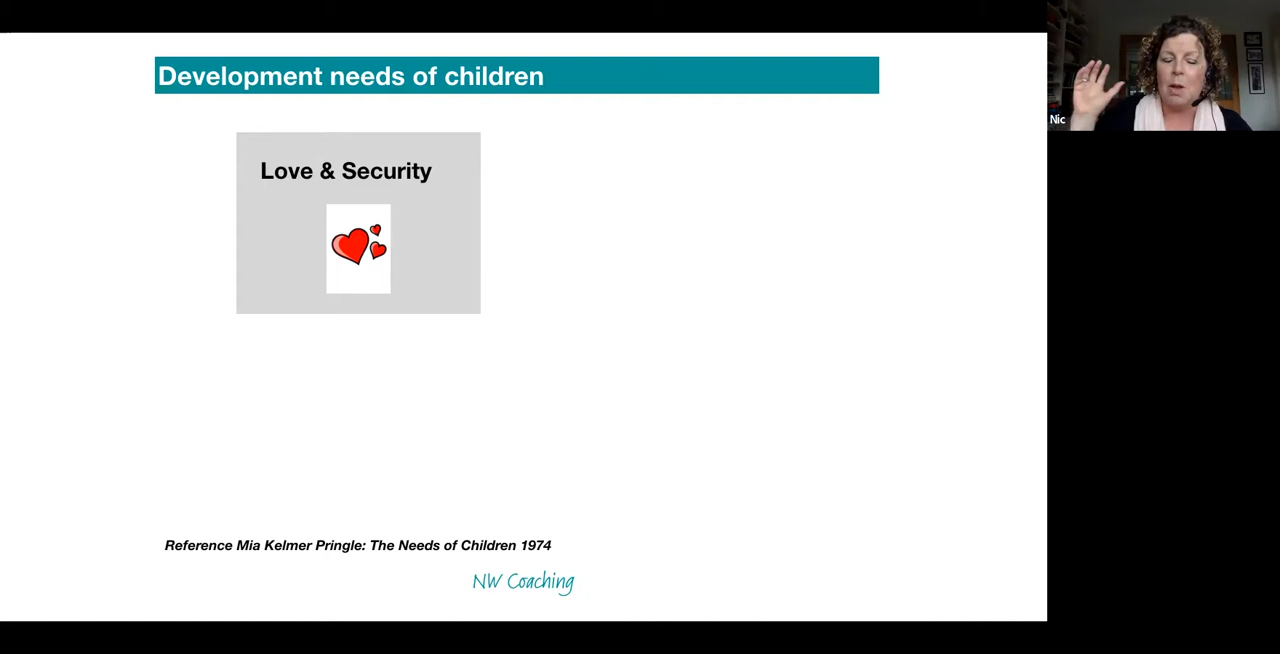 Development needs of children
Nic
Love & Security
Reference Mia Kelmer Pringle: The Needs of Children 1974
NW Coaching